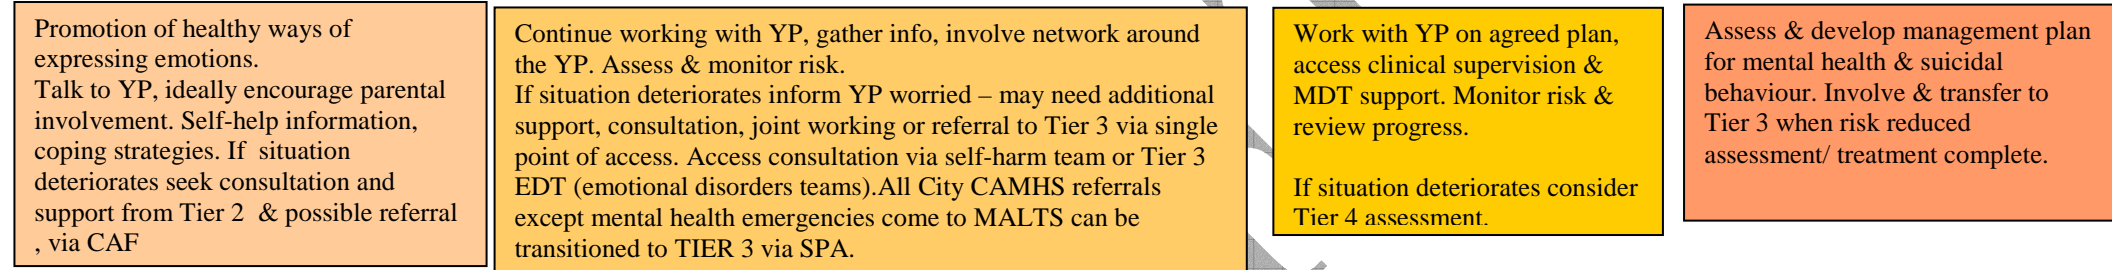 Promotion of healthy ways of
expressing emotions.
Talk to YP, ideally encourage parental
involvement. Self-help information,
coping strategies. If  situation
deteriorates seek consultation and
support from Tier 2  & possible referral
, via CAF
Continue working with YP, gather info, involve network around
the YP. Assess & monitor risk.
If situation deteriorates inform YP worried – may need additional
support, consultation, joint working or referral to Tier 3 via single
point of access. Access consultation via self-harm team or Tier 3
EDT (emotional disorders teams).All City CAMHS referrals
except mental health emergencies come to MALTS can be
transitioned to TIER 3 via SPA.
Work with YP on agreed plan,
access clinical supervision &
MDT support. Monitor risk &
review progress.
If situation deteriorates consider
Tier 4 assessment.
Assess & develop management plan
for mental health & suicidal
behaviour. Involve & transfer to
Tier 3 when risk reduced
assessment/ treatment complete.